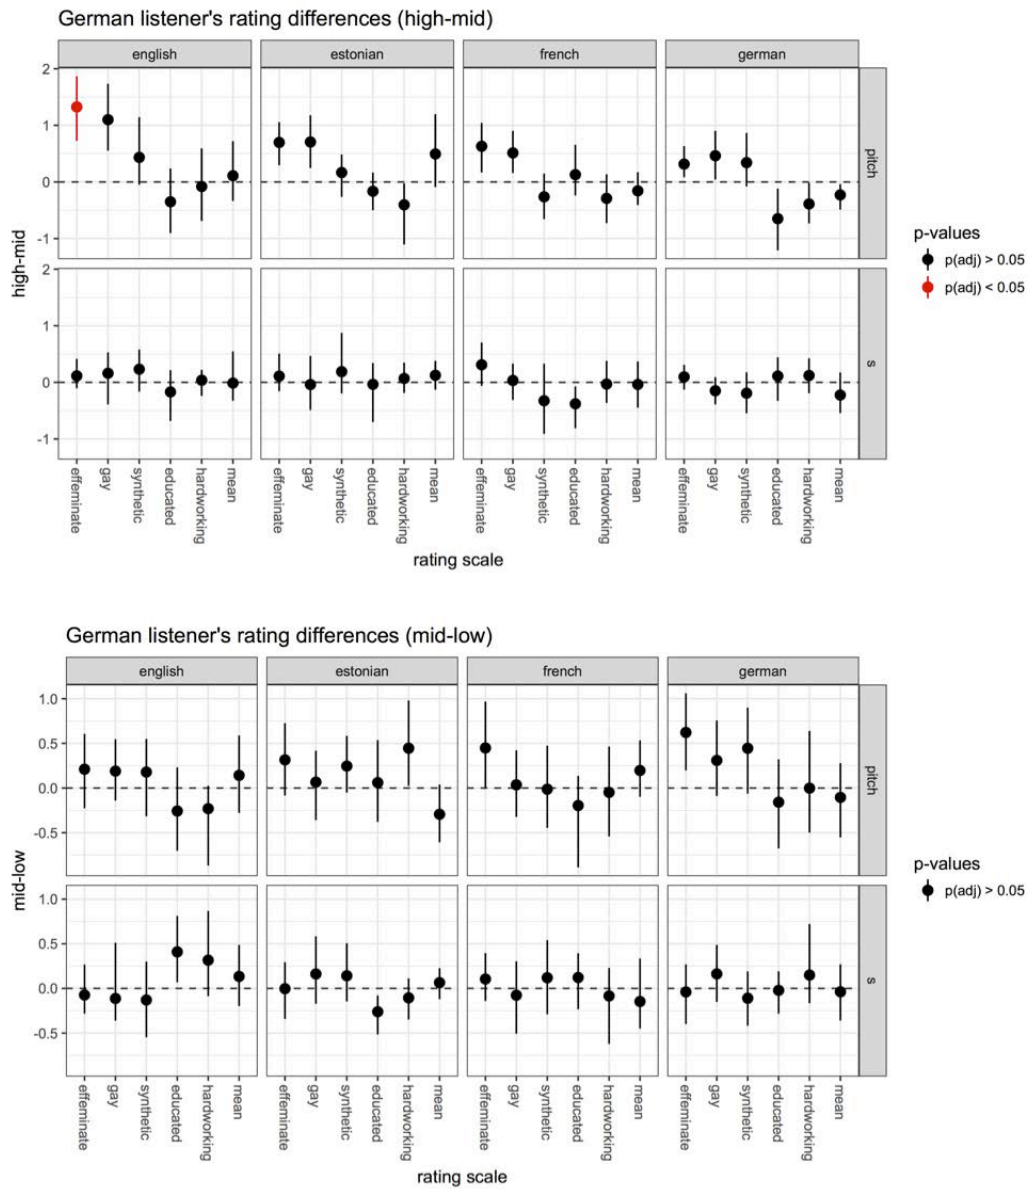 German listener's rating differences (high-mid)
english estonian french german
2
1
0
-1
pitch
2
1
0
-1
s
high-mid
effeminate gay synthetic educated hardworking mean effeminate gay synthetic educated hardworking mean effeminate gay synthetic educated hardworking mean effeminate gay synthetic educated hardworking mean
rating scale
p-values
p(adj) > 0.05
p(adj) < 0.05
German listener's rating differences (mid-low)
english estonian french german
1.0
0.5
0.0
-0.5
pitch
1.0
0.5
0.0
-0.5
s
mid-low
effeminate gay synthetic educated hardworking mean effeminate gay synthetic educated hardworking mean effeminate gay synthetic educated hardworking mean effeminate gay synthetic educated hardworking mean
rating scale
p-values
p(adj) > 0.05